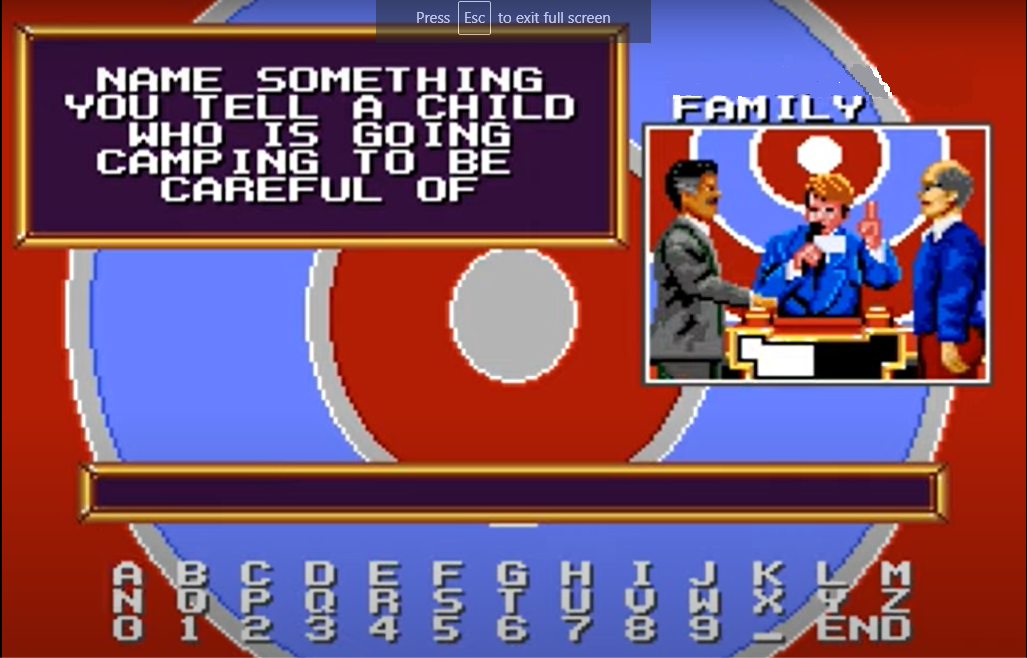 Press Esc to exit full screen
NAME SOMETHING
YOU TELL A CHILD
WHO IS GOING
CAMPING TO BE
CAREFUL OF
FAMILY
A B C D E F G H I J K L M
N O P Q R S T U V W X Y Z
0 1 2 3 4 5 6 7 8 9 _ END